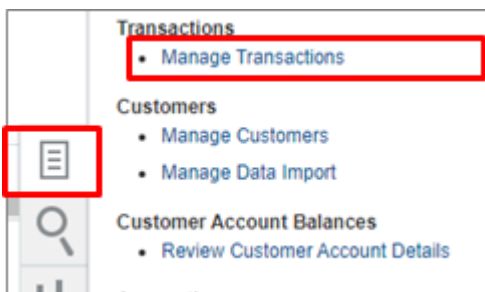 Transactions
Manage Transactions
Customers
Manage Customers
Manage Data Import
Customer Account Balances
Review Customer Account Details